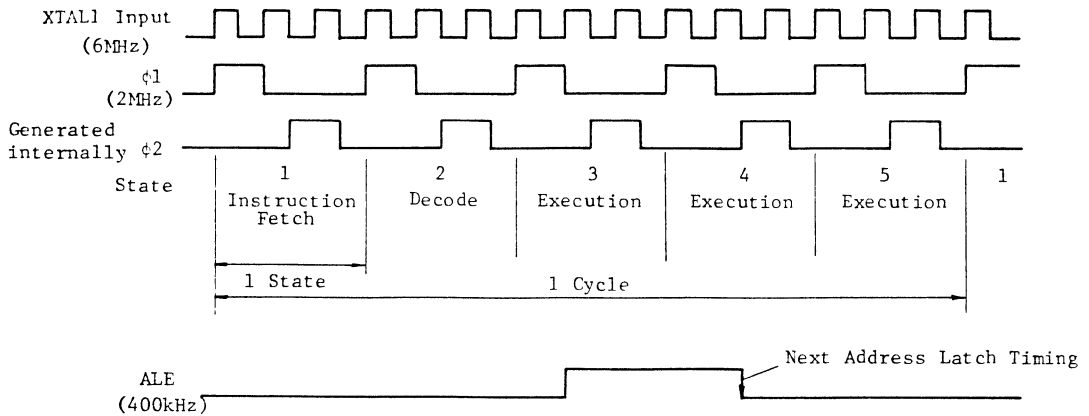 XTAL1 Input
(6MHz)
ϕ1
(2MHz)
Generated
internally ϕ2
State
1
Instruction
Fetch
2
Decode
3
Execution
4
Execution
5
Execution
1
1 State
1 Cycle
Next Address Latch Timing
ALE
(400kHz)